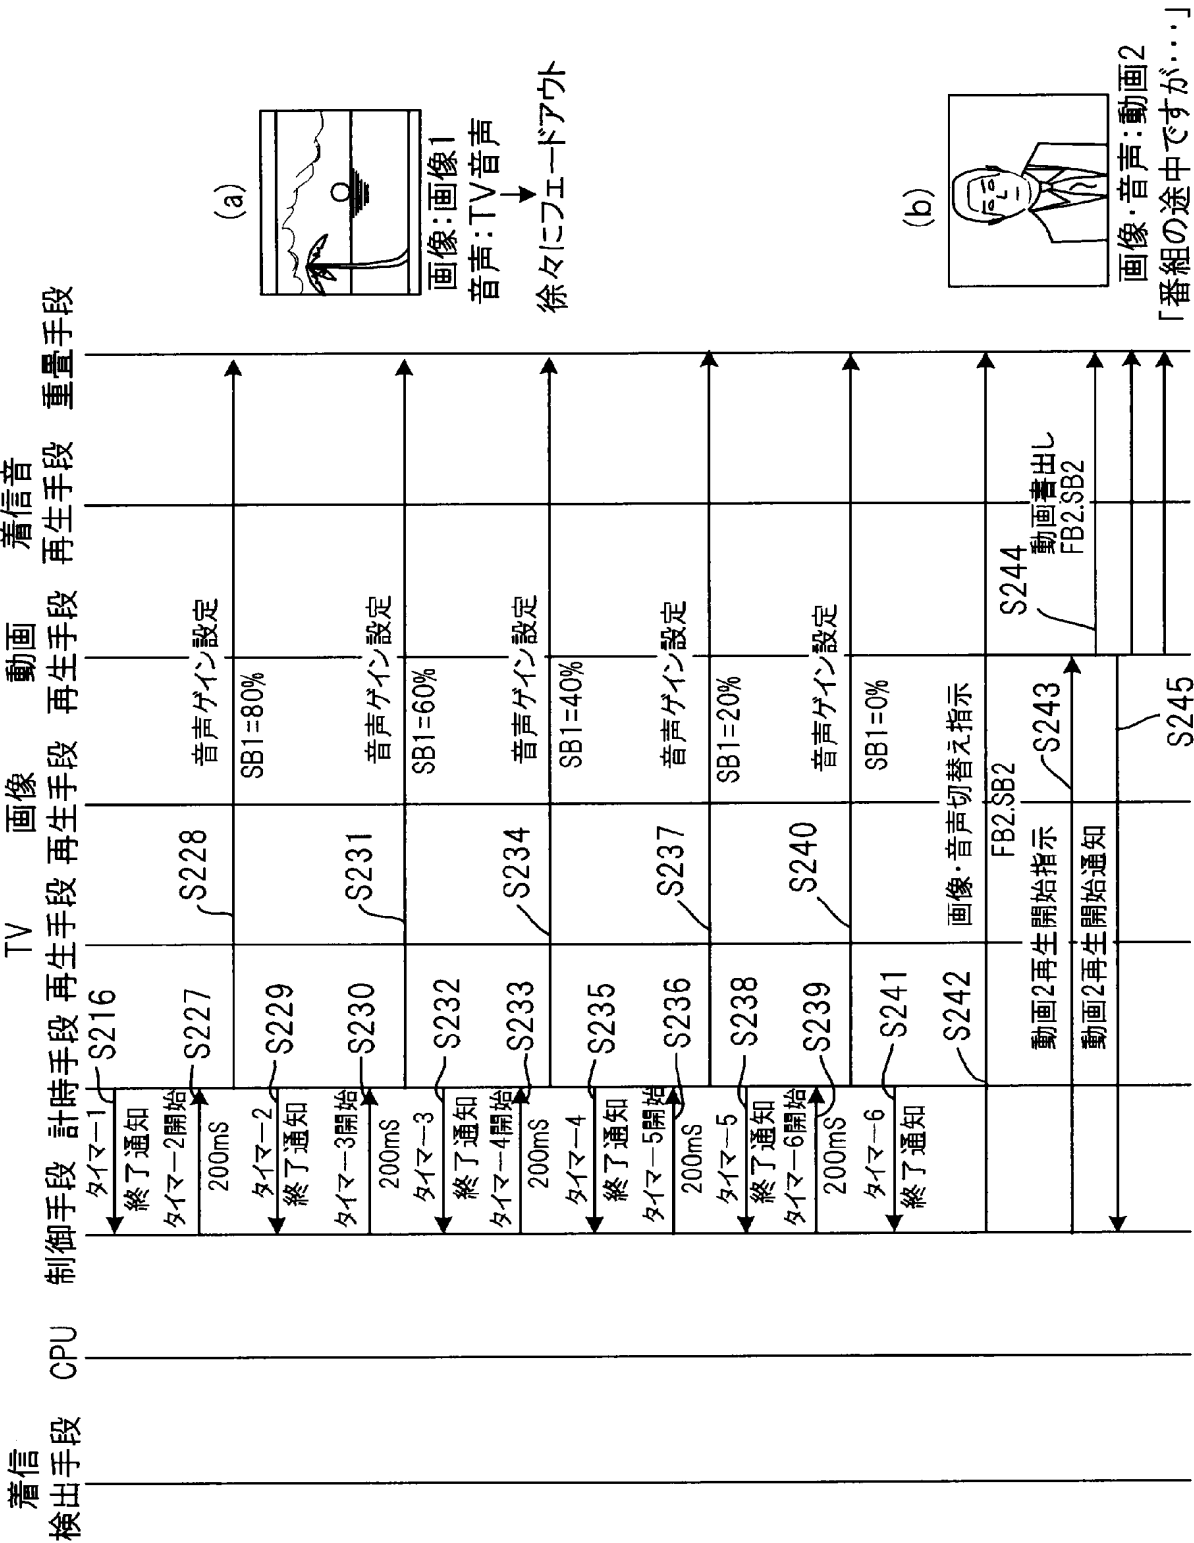 着信
検出手段
CPU
制御手段
計時手段
TV
再生手段
画像
再生手段
動画
再生手段
着信音
再生手段
重畳手段
タイマー1
終了通知
S216
タイマー2開始
200mS
S227
音声ゲイン設定
SB1=80%
S228
タイマー2
終了通知
S229
タイマー3開始
200mS
S230
音声ゲイン設定
SB1=60%
S231
タイマー3
終了通知
S232
タイマー4開始
200mS
S233
音声ゲイン設定
SB1=40%
S234
タイマー4
終了通知
S235
タイマー5開始
200mS
S236
音声ゲイン設定
SB1=20%
S237
タイマー5
終了通知
S238
タイマー6開始
200mS
S239
音声ゲイン設定
SB1=0%
S240
タイマー6
終了通知
S241
S242
画像・音声切替え指示
FB2.SB2
動画2再生開始指示
S243
S244
動画書出し
FB2.SB2
動画2再生開始通知
S245
(a)
画像:画像1
音声:TV音声
徐々にフェードアウト
(b)
画像・音声:動画2
「番組の途中ですが・・・」